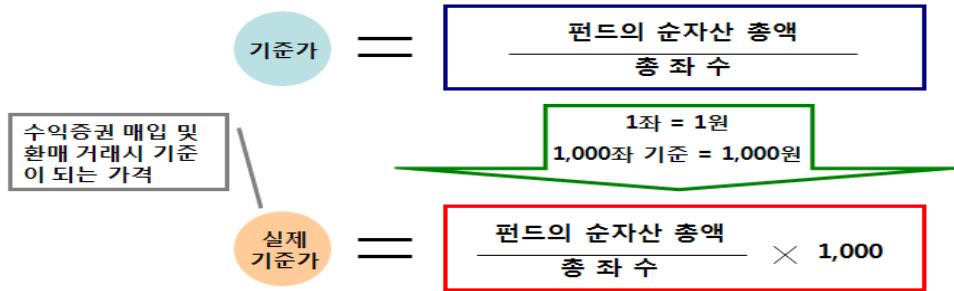 기준가
=
펀드의 순자산 총액
총 좌 수
수익증권 매입 및
환매 거래시 기준
이 되는 가격
1좌 = 1원
1,000좌 기준 = 1,000원
실제
기준가
=
펀드의 순자산 총액
총 좌 수
× 1,000